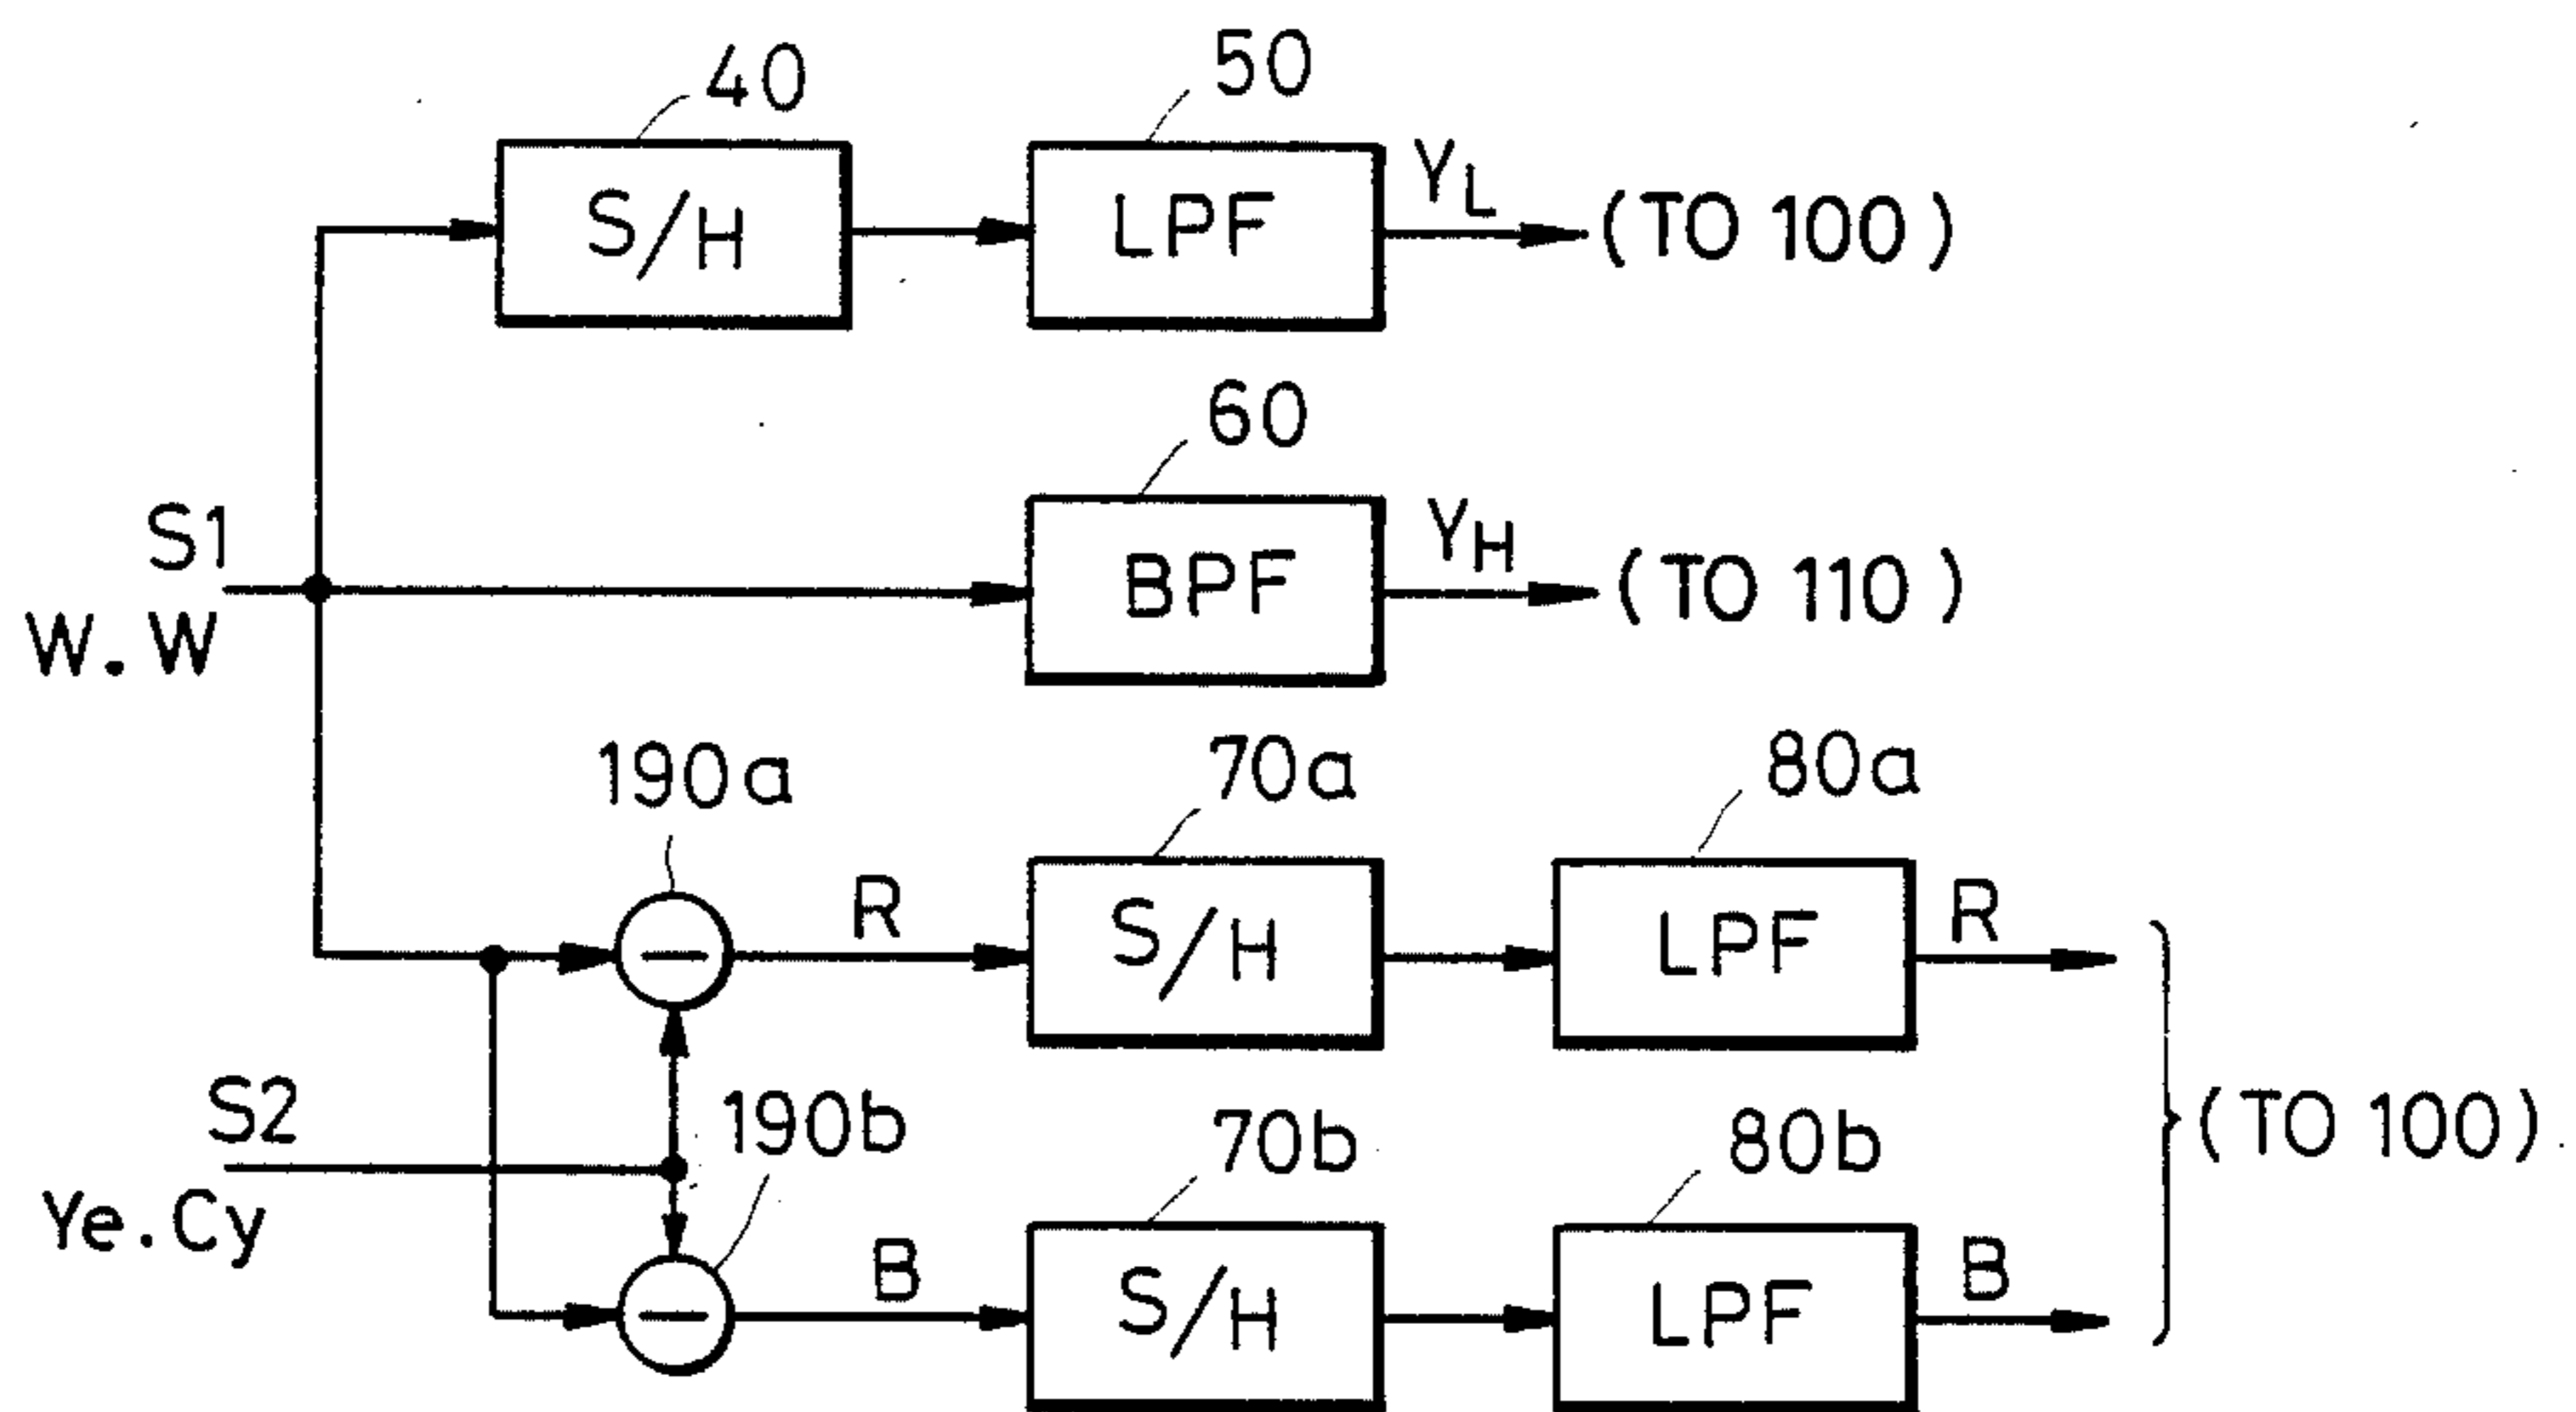 40
50
S/H
LPF
YL
(TO 100)
60
S1
W.W
BPF
YH
(TO 110)
190a
70a
80a
R
S/H
LPF
R
S2
Ye.Cy
190b
70b
80b
(TO 100)
B
S/H
LPF
B